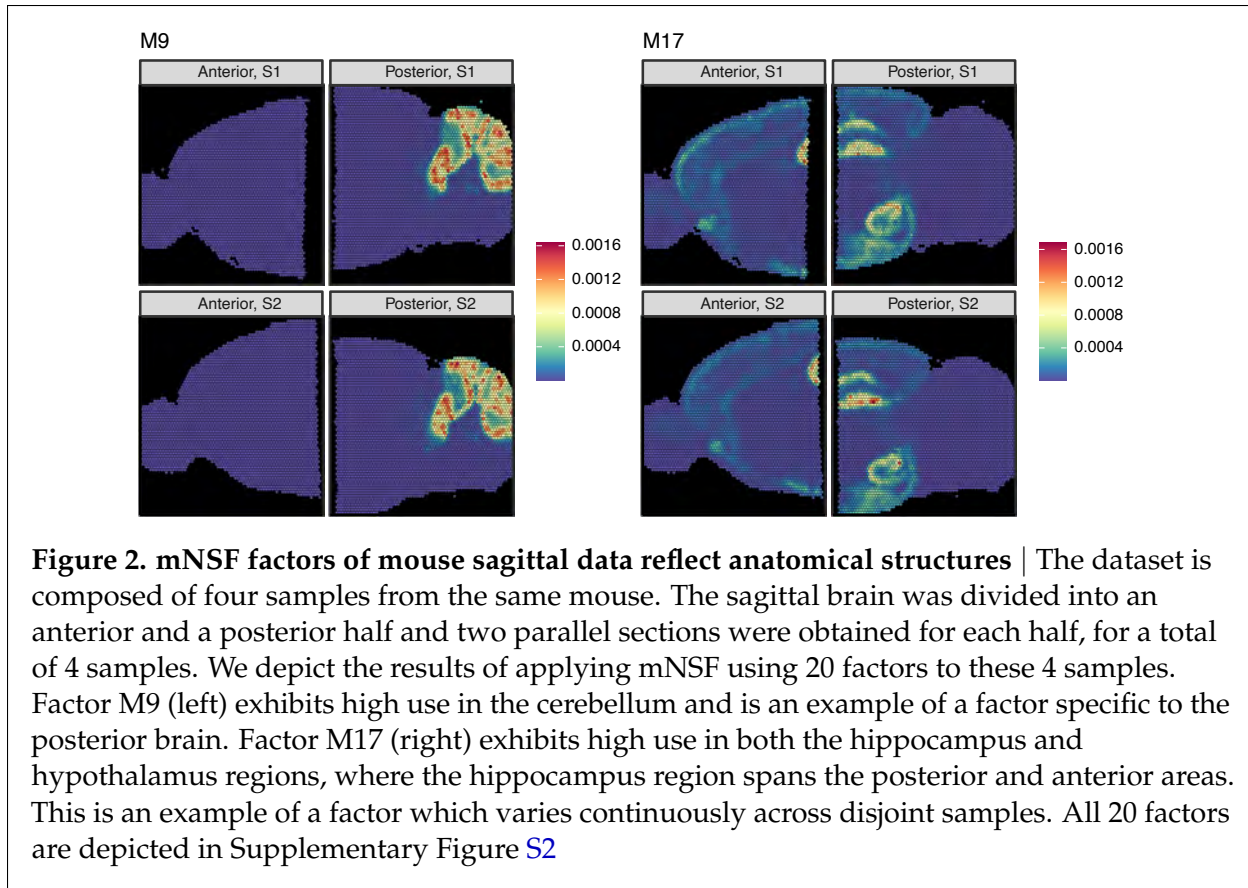 M9
M17
Anterior, S1
Posterior, S1
Anterior, S1
Posterior, S1
0.0016
0.0012
0.0008
0.0004
0.0016
0.0012
0.0008
0.0004
Anterior, S2
Posterior, S2
Anterior, S2
Posterior, S2
Figure 2. mNSF factors of mouse sagittal data reflect anatomical structures | The dataset is
composed of four samples from the same mouse. The sagittal brain was divided into an
anterior and a posterior half and two parallel sections were obtained for each half, for a total
of 4 samples. We depict the results of applying mNSF using 20 factors to these 4 samples.
Factor M9 (left) exhibits high use in the cerebellum and is an example of a factor specific to the
posterior brain. Factor M17 (right) exhibits high use in both the hippocampus and
hypothalamus regions, where the hippocampus region spans the posterior and anterior areas.
This is an example of a factor which varies continuously across disjoint samples. All 20 factors
are depicted in Supplementary Figure S2